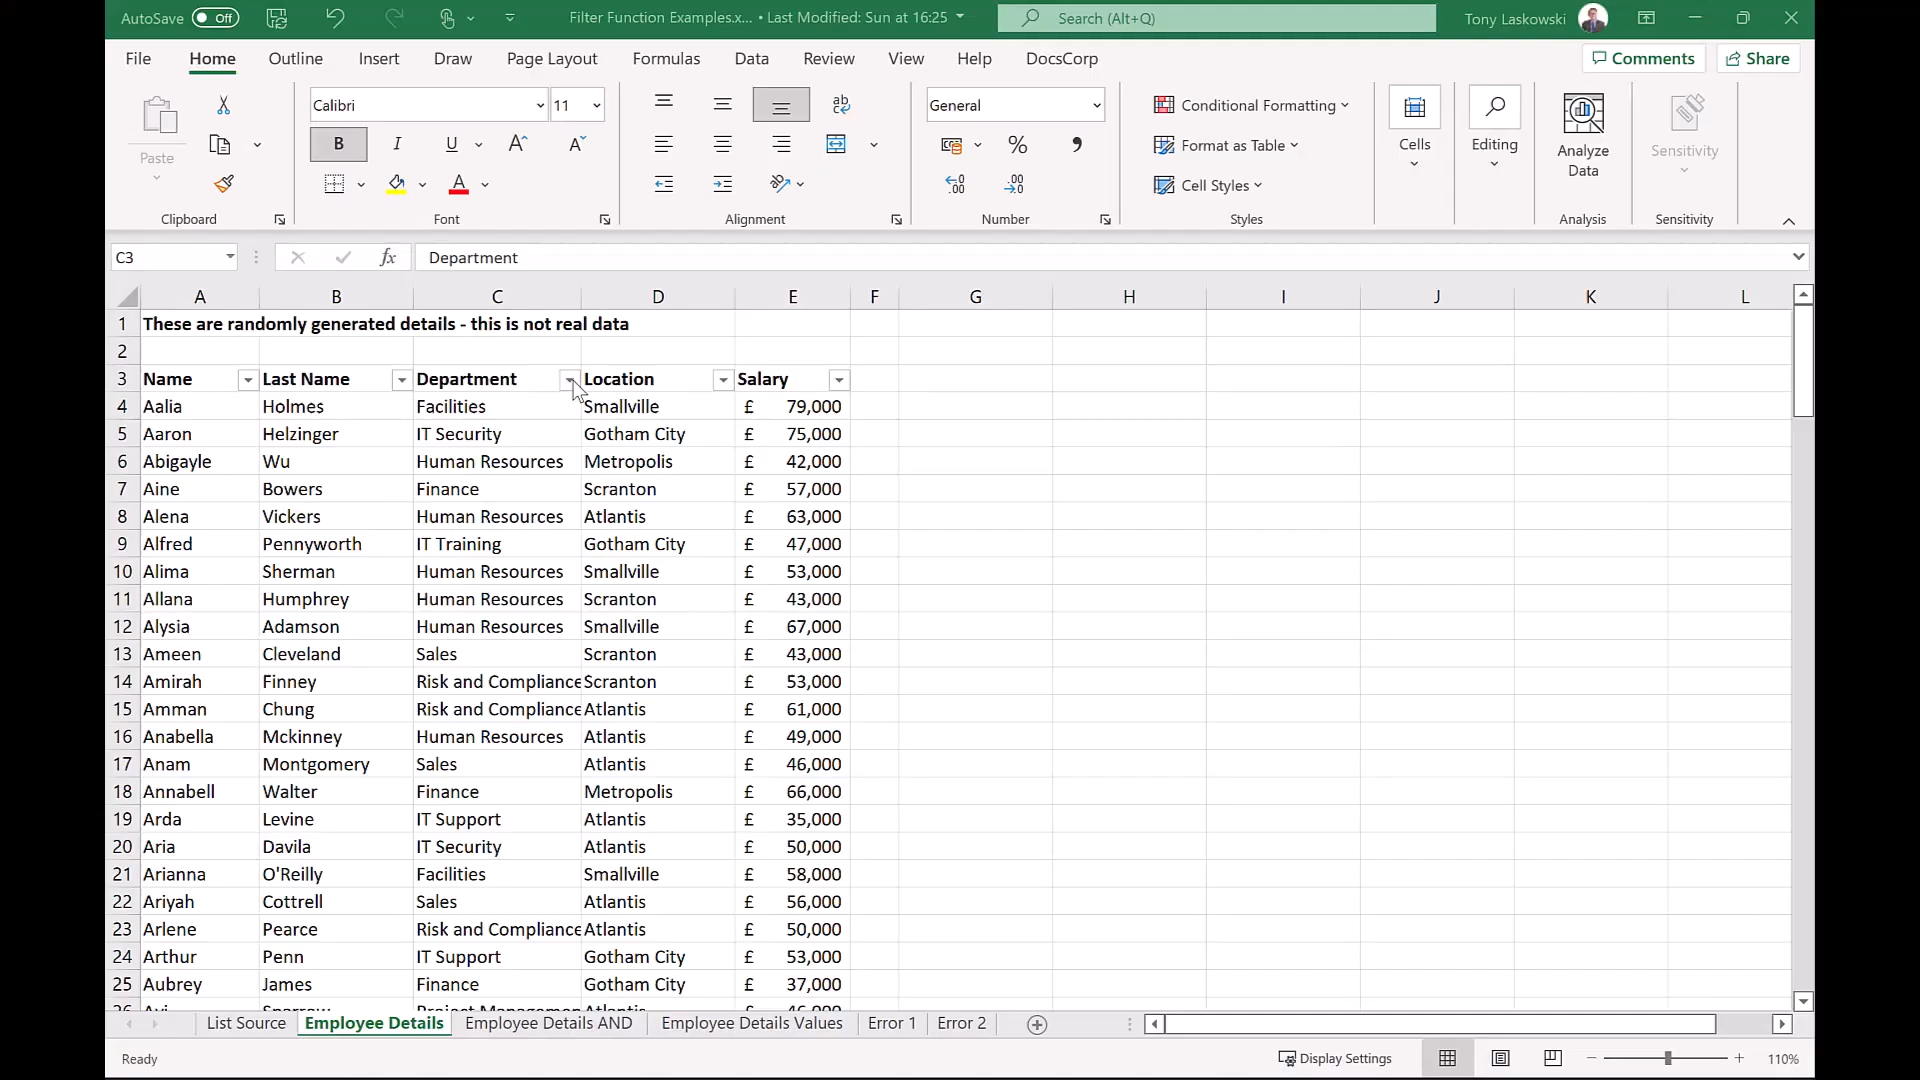 AutoSave Off Filter Function Examples.x... • Last Modified: Sun at 16:25 Search (Alt+Q) Tony Laskowski
File Home Outline Insert Draw Page Layout Formulas Data Review View Help DocsCorp Comments Share
Paste
Clipboard
Calibri 11
B I U A A
A
Font
ab
ab
Alignment
General
% ,
.00 .00
Number
Conditional Formatting
Format as Table
Cell Styles
Styles
Cells
Editing
Analyze Data
Analysis
Sensitivity
Sensitivity
C3 fx Department
A B C D E F G H I J K L
1 These are randomly generated details - this is not real data
2
3 Name Last Name Department Location Salary
4 Aalia Holmes Facilities Smallville £ 79,000
5 Aaron Helzinger IT Security Gotham City £ 75,000
6 Abigayle Wu Human Resources Metropolis £ 42,000
7 Aine Bowers Finance Scranton £ 57,000
8 Alena Vickers Human Resources Atlantis £ 63,000
9 Alfred Pennyworth IT Training Gotham City £ 47,000
10 Alima Sherman Human Resources Smallville £ 53,000
11 Allana Humphrey Human Resources Scranton £ 43,000
12 Alysia Adamson Human Resources Smallville £ 67,000
13 Ameen Cleveland Sales Scranton £ 43,000
14 Amirah Finney Risk and Compliance Scranton £ 53,000
15 Amman Chung Risk and Compliance Atlantis £ 61,000
16 Anabella Mckinney Human Resources Atlantis £ 49,000
17 Anam Montgomery Sales Atlantis £ 46,000
18 Annabell Walter Finance Metropolis £ 66,000
19 Arda Levine IT Support Atlantis £ 35,000
20 Aria Davila IT Security Atlantis £ 50,000
21 Arianna O'Reilly Facilities Smallville £ 58,000
22 Ariyah Cottrell Sales Atlantis £ 56,000
23 Arlene Pearce Risk and Compliance Atlantis £ 50,000
24 Arthur Penn IT Support Gotham City £ 53,000
25 Aubrey James Finance Gotham City £ 37,000
List Source Employee Details Employee Details AND Employee Details Values Error 1 Error 2
Ready Display Settings 110%